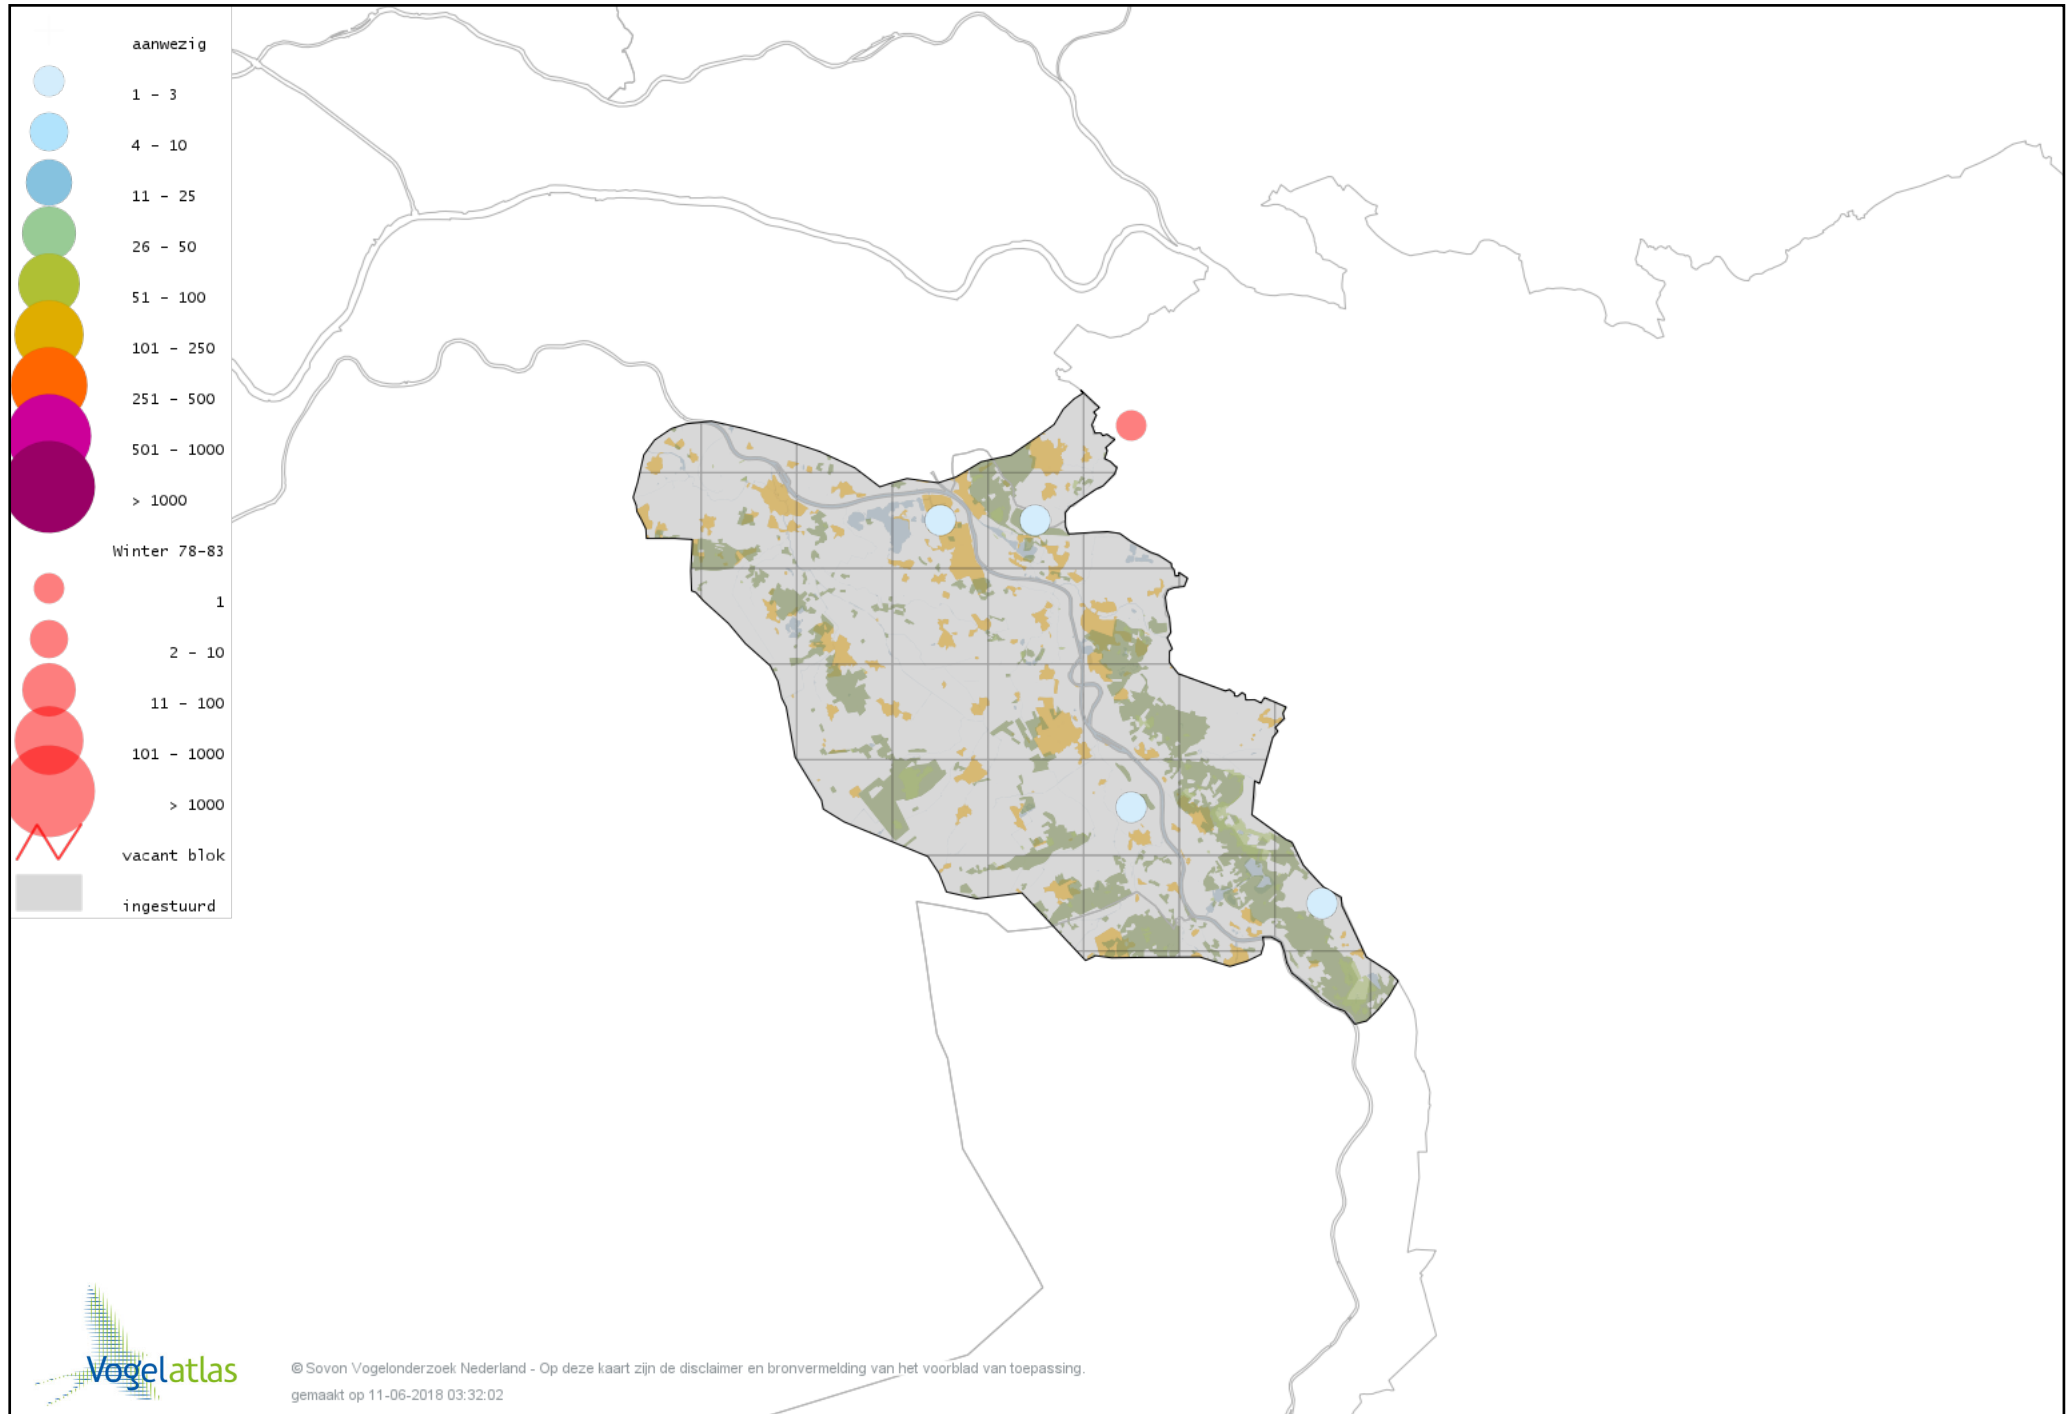 aanwezig
1 - 3
4 - 10
11 - 25
26 - 50
51 - 100
101 - 250
251 - 500
501 - 1000
> 1000
Winter 78-83
1
2 - 10
11 - 100
101 - 1000
> 1000
vacant blok
ingestuurd
Vogelatlas
© Sovon Vogelonderzoek Nederland - Op deze kaart zijn de disclaimer en bronvermelding van het voorblad van toepassing.
gemaakt op 11-06-2018 03:32:02